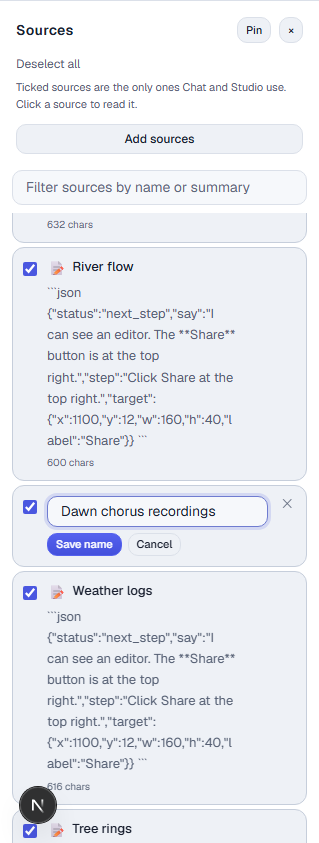 Sources
Pin
×
Deselect all
Ticked sources are the only ones Chat and Studio use.
Click a source to read it.
Add sources
Filter sources by name or summary
632 chars
River flow
```json
{"status":"next_step","say":"I
can see an editor. The **Share**
button is at the top
right.","step":"Click Share at the
top right.","target":
{"x":1100,"y":12,"w":160,"h":40,"l
abel":"Share"}} ```
600 chars
Dawn chorus recordings
×
Save name
Cancel
Weather logs
```json
{"status":"next_step","say":"I
can see an editor. The **Share**
button is at the top
right.","step":"Click Share at the
top right.","target":
{"x":1100,"y":12,"w":160,"h":40,"l
abel":"Share"}} ```
616 chars
N
Tree rings